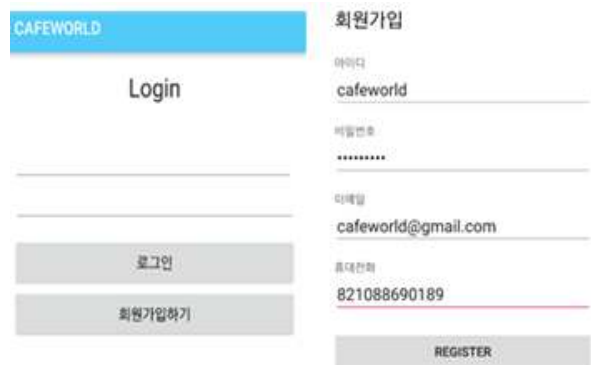 CAFEWORLD
Login
로그인
회원가입하기
회원가입
아이디
cafeworld
비밀번호
•••••••••
이메일
cafeworld@gmail.com
휴대전화
821088690189
REGISTER